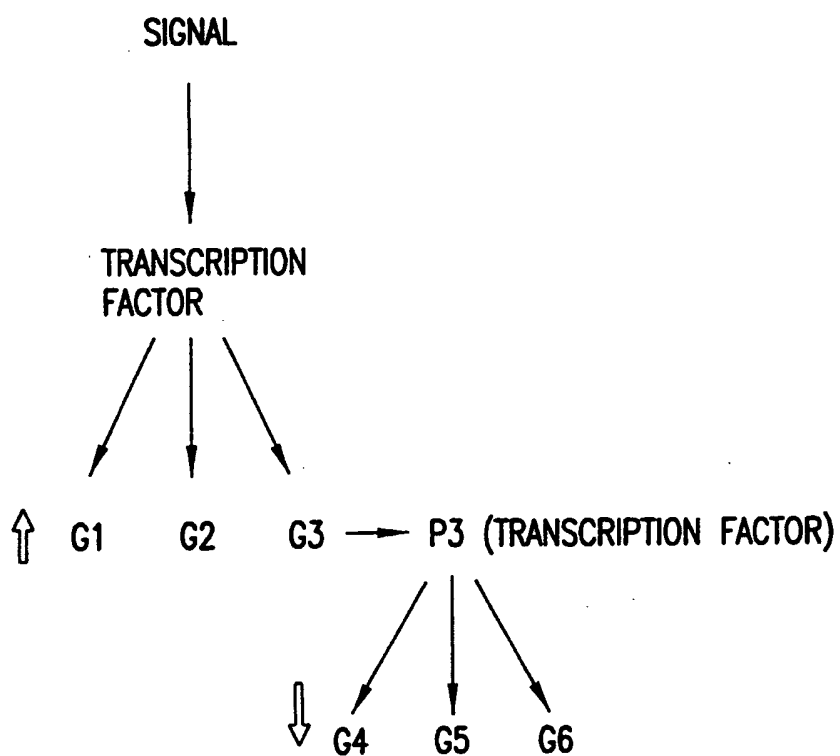 SIGNAL
TRANSCRIPTION
FACTOR
G1 G2 G3 P3 (TRANSCRIPTION FACTOR)
G4 G5 G6